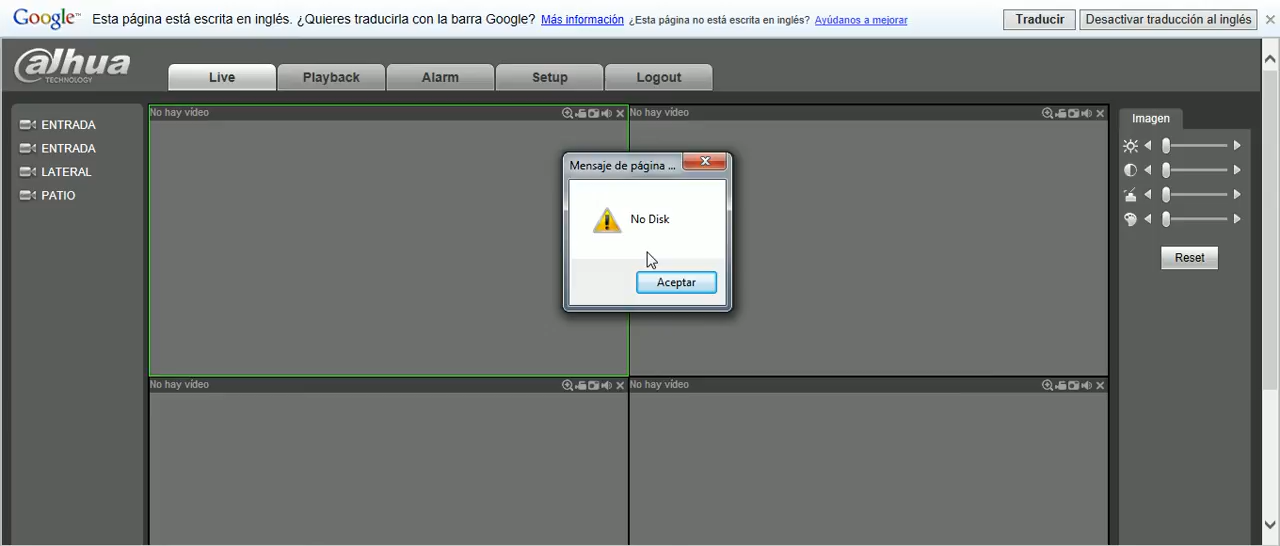 Google™ Esta página está escrita en inglés. ¿Quieres traducirla con la barra Google? Más información ¿Esta página no está escrita en inglés? Ayúdanos a mejorar Traducir Desactivar traducción al inglés
alhua
TECHNOLOGY
Live Playback Alarm Setup Logout
ENTRADA
ENTRADA
LATERAL
PATIO
No hay vídeo
No hay vídeo
Imagen
Reset
Mensaje de página ...
No Disk
Aceptar
No hay vídeo
No hay vídeo